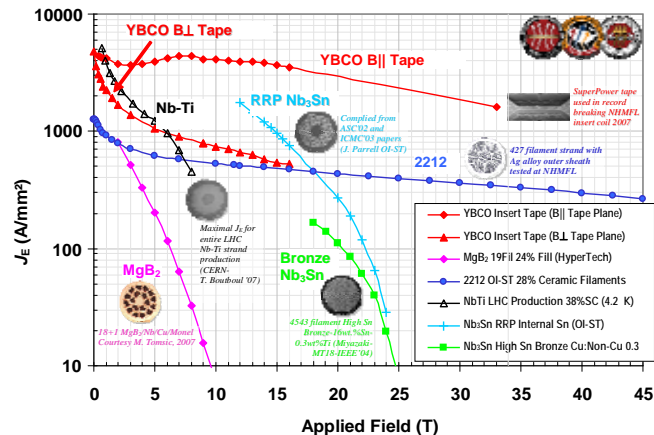 YBCO B⊥ Tape
YBCO B|| Tape
Nb-Ti
RRP Nb₃Sn
Complied from
ASC'02 and
ICMC'03 papers
(J. Parrell OI-ST)
SuperPower tape
used in record
breaking NHMFL
insert coil 2007
2212
427 filament strand with
Ag alloy outer sheath
tested at NHMFL
Maximal J_E for
entire LHC
Nb-Ti strand
production
(CERN-
T. Boutboul '07)
MgB₂
18+1 MgB₂/Nb/Cu/Monel
Courtesy M. Tomsic, 2007
Bronze
Nb₃Sn
4543 filament High Sn
Bronze-16wt.%Sn-
0.3wt%Ti (Miyazaki-
MT18-IEEE'04)
YBCO Insert Tape (B|| Tape Plane)
YBCO Insert Tape (B⊥ Tape Plane)
MgB₂ 19Fil 24% Fill (HyperTech)
2212 OI-ST 28% Ceramic Filaments
NbTi LHC Production 38%SC (4.2 K)
Nb₃Sn RRP Internal Sn (OI-ST)
Nb₃Sn High Sn Bronze Cu:Non-Cu 0.3
J_E (A/mm²)
10000
1000
100
10
0 5 10 15 20 25 30 35 40 45
Applied Field (T)